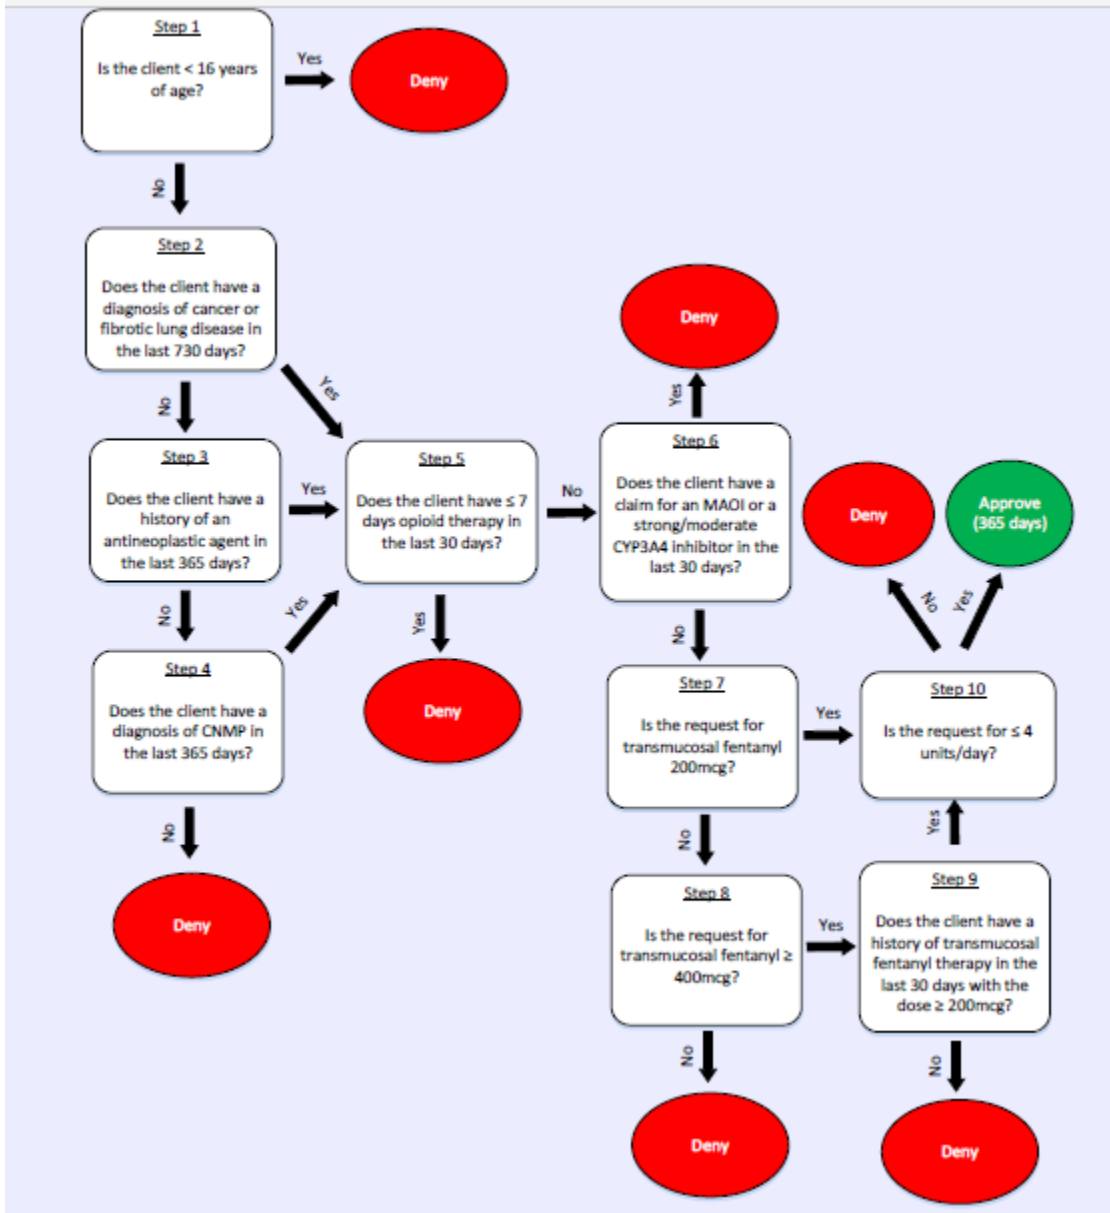 Step 1
Is the client < 16 years
of age?
Yes
Deny
No
Step 2
Does the client have a
diagnosis of cancer or
fibrotic lung disease in
the last 730 days?
Yes
No
Step 3
Does the client have a
history of an
antineoplastic agent in
the last 365 days?
Yes
No
Step 4
Does the client have a
diagnosis of CNMP in
the last 365 days?
Yes
No
Deny
Step 5
Does the client have ≤ 7
days opioid therapy in
the last 30 days?
No
Yes
Deny
Deny
Yes
Step 6
Does the client have a
claim for an MAOI or a
strong/moderate
CYP3A4 inhibitor in the
last 30 days?
No
Step 7
Is the request for
transmucosal fentanyl
200mcg?
Yes
No
Step 8
Is the request for
transmucosal fentanyl ≥
400mcg?
Yes
No
Deny
Step 9
Does the client have a
history of transmucosal
fentanyl therapy in the
last 30 days with the
dose ≥ 200mcg?
Yes
No
Deny
Step 10
Is the request for ≤ 4
units/day?
No
Yes
Deny
Approve
(365 days)